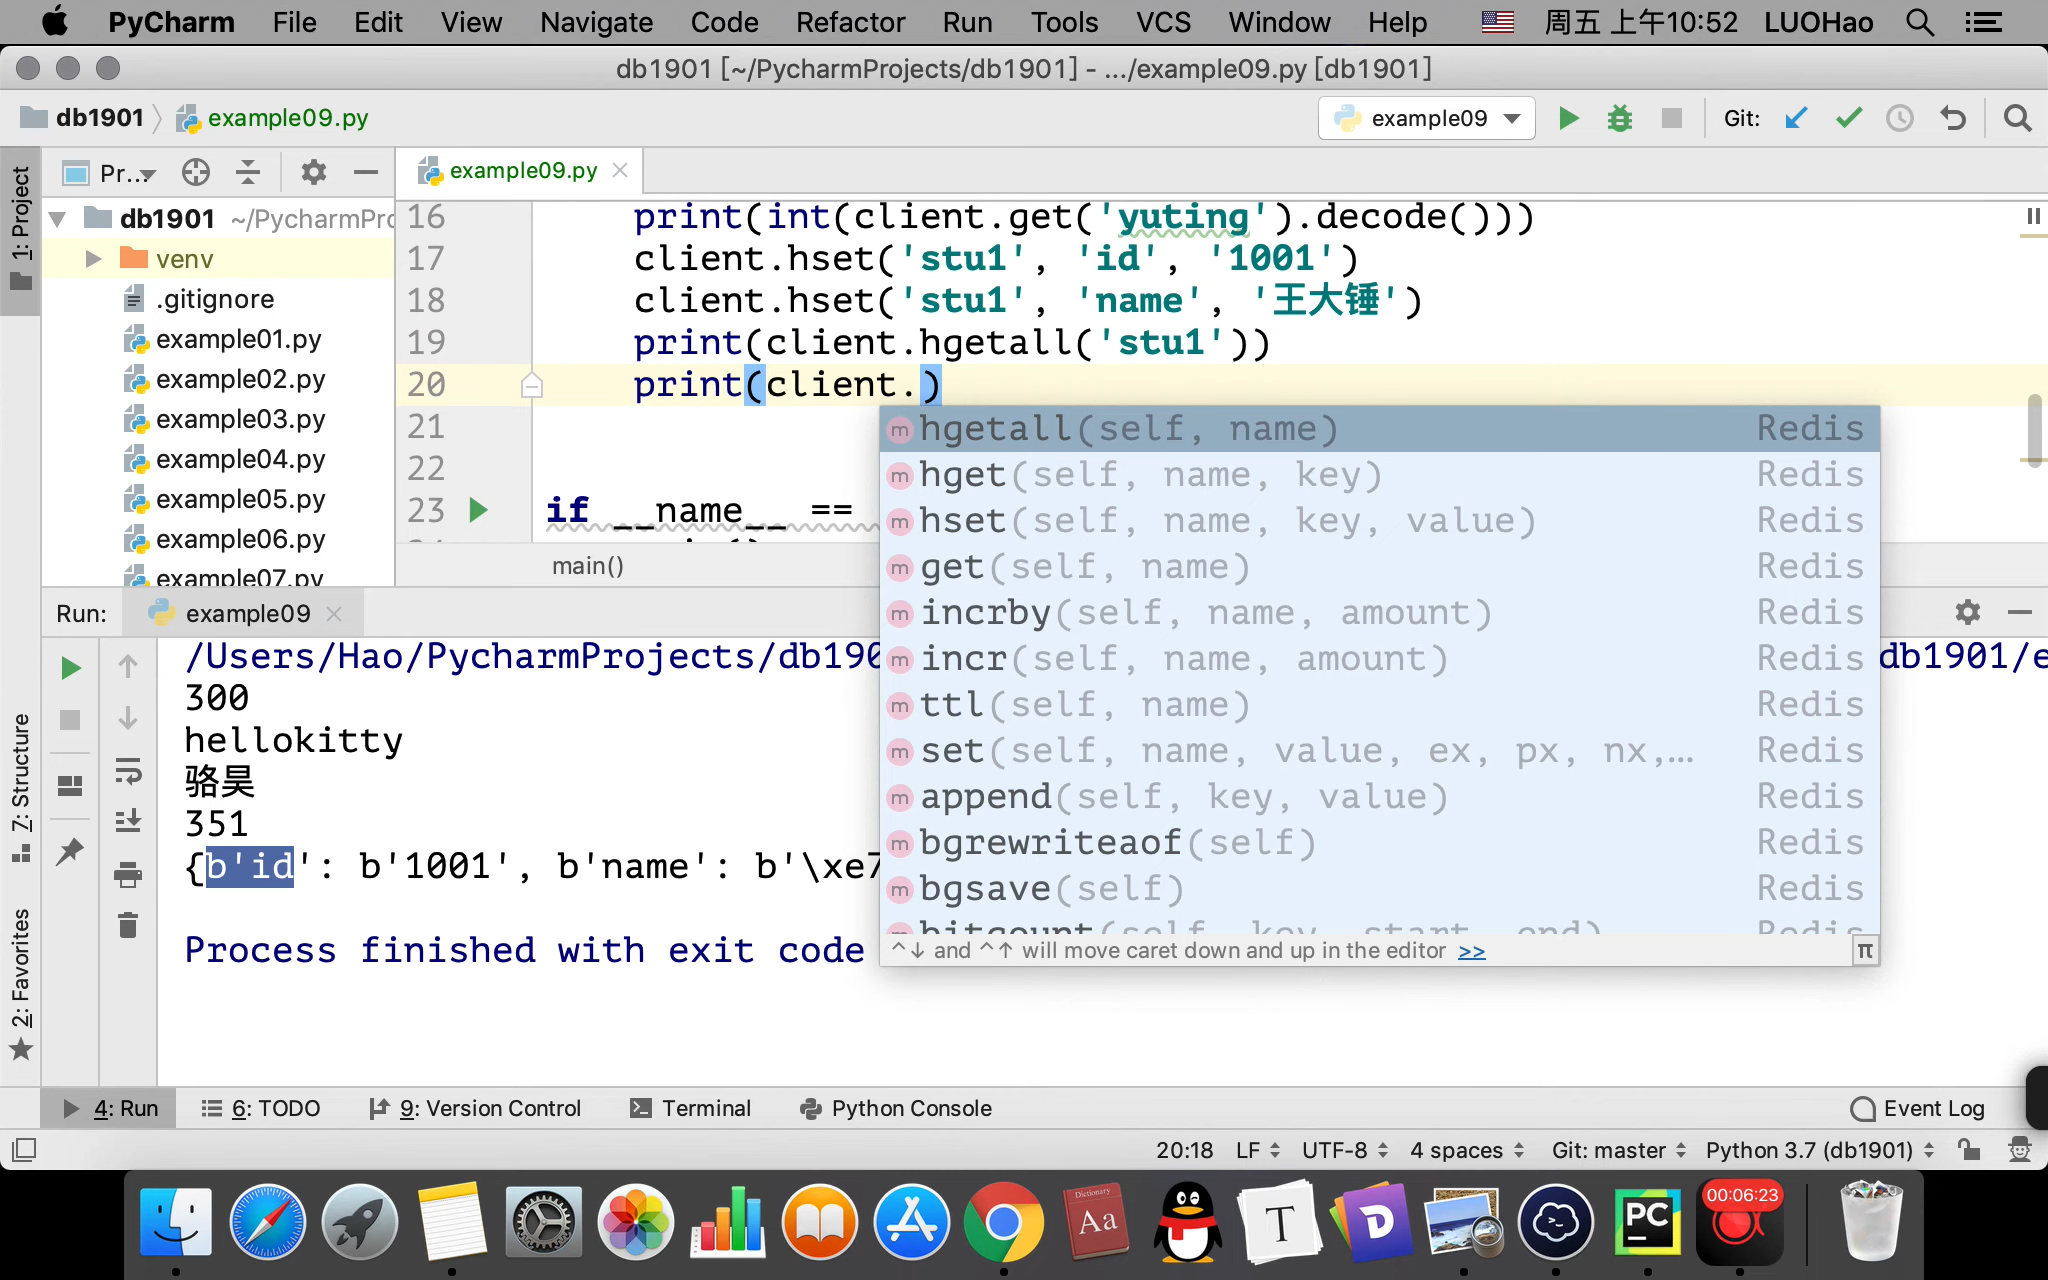 PyCharm File Edit View Navigate Code Refactor Run Tools VCS Window Help 周五 上午10:52 LUOHao
db1901 [~/PycharmProjects/db1901] - .../example09.py [db1901]
db1901 example09.py example09 Git:
1: Project Pr... example09.py
db1901 ~/PycharmPro
venv
.gitignore
example01.py
example02.py
example03.py
example04.py
example05.py
example06.py
example07.py
16 print(int(client.get('yuting').decode()))
17 client.hset('stu1', 'id', '1001')
18 client.hset('stu1', 'name', '王大锤')
19 print(client.hgetall('stu1'))
20 print(client.)
21
22
23 if __name__ ==
main()
hgetall(self, name) Redis
hget(self, name, key) Redis
hset(self, name, key, value) Redis
get(self, name) Redis
incrby(self, name, amount) Redis
incr(self, name, amount) Redis
ttl(self, name) Redis
set(self, name, value, ex, px, nx,... Redis
append(self, key, value) Redis
bgrewriteaof(self) Redis
bgsave(self) Redis
bitcount(self, key, start, end) Redis
^↓ and ^↑ will move caret down and up in the editor >> π
Run: example09
/Users/Hao/PycharmProjects/db190 db1901/e
300
hellokitty
骆昊
351
{b'id': b'1001', b'name': b'\xe7
Process finished with exit code
7: Structure
2: Favorites
4: Run 6: TODO 9: Version Control Terminal Python Console Event Log
20:18 LF UTF-8 4 spaces Git: master Python 3.7 (db1901)
Dictionary
Aa
T
D
PC
00:06:23